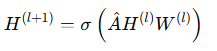 H^{(l+1)} = σ ( ÂH^{(l)}W^{(l)} )